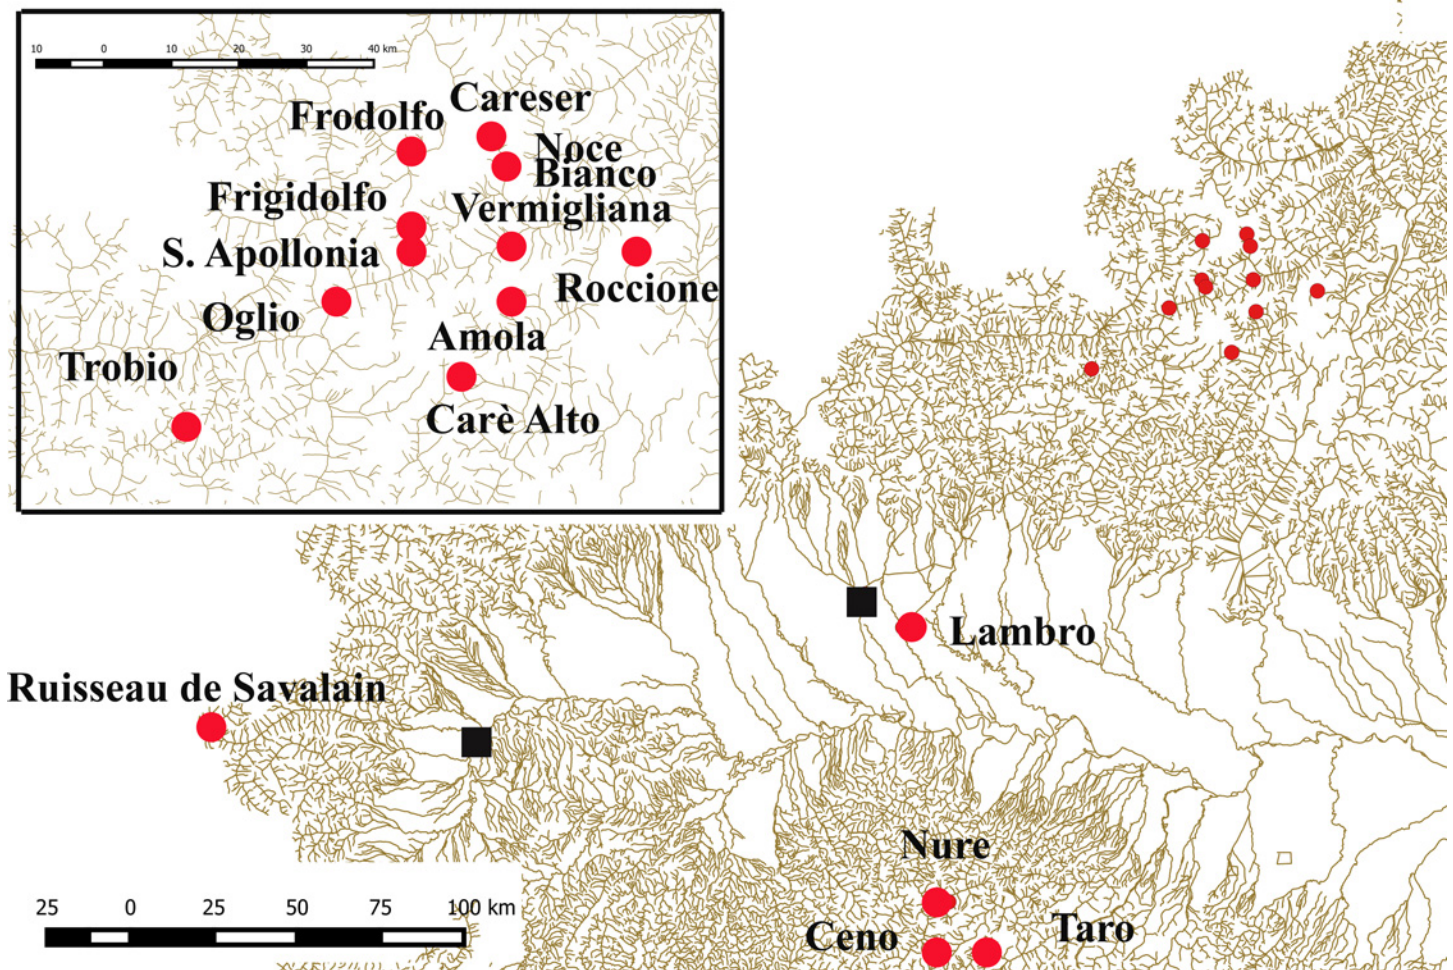 10 0 10 20 30 40 km
Careser
Frodolfo
Noce
Bianco
Frigidolfo
Vermigliana
S. Apollonia
Roccione
Oglio
Amola
Trobio
Carè Alto
Lambro
Ruisseau de Savalain
Nure
25 0 25 50 75 100 km
Ceno
Taro